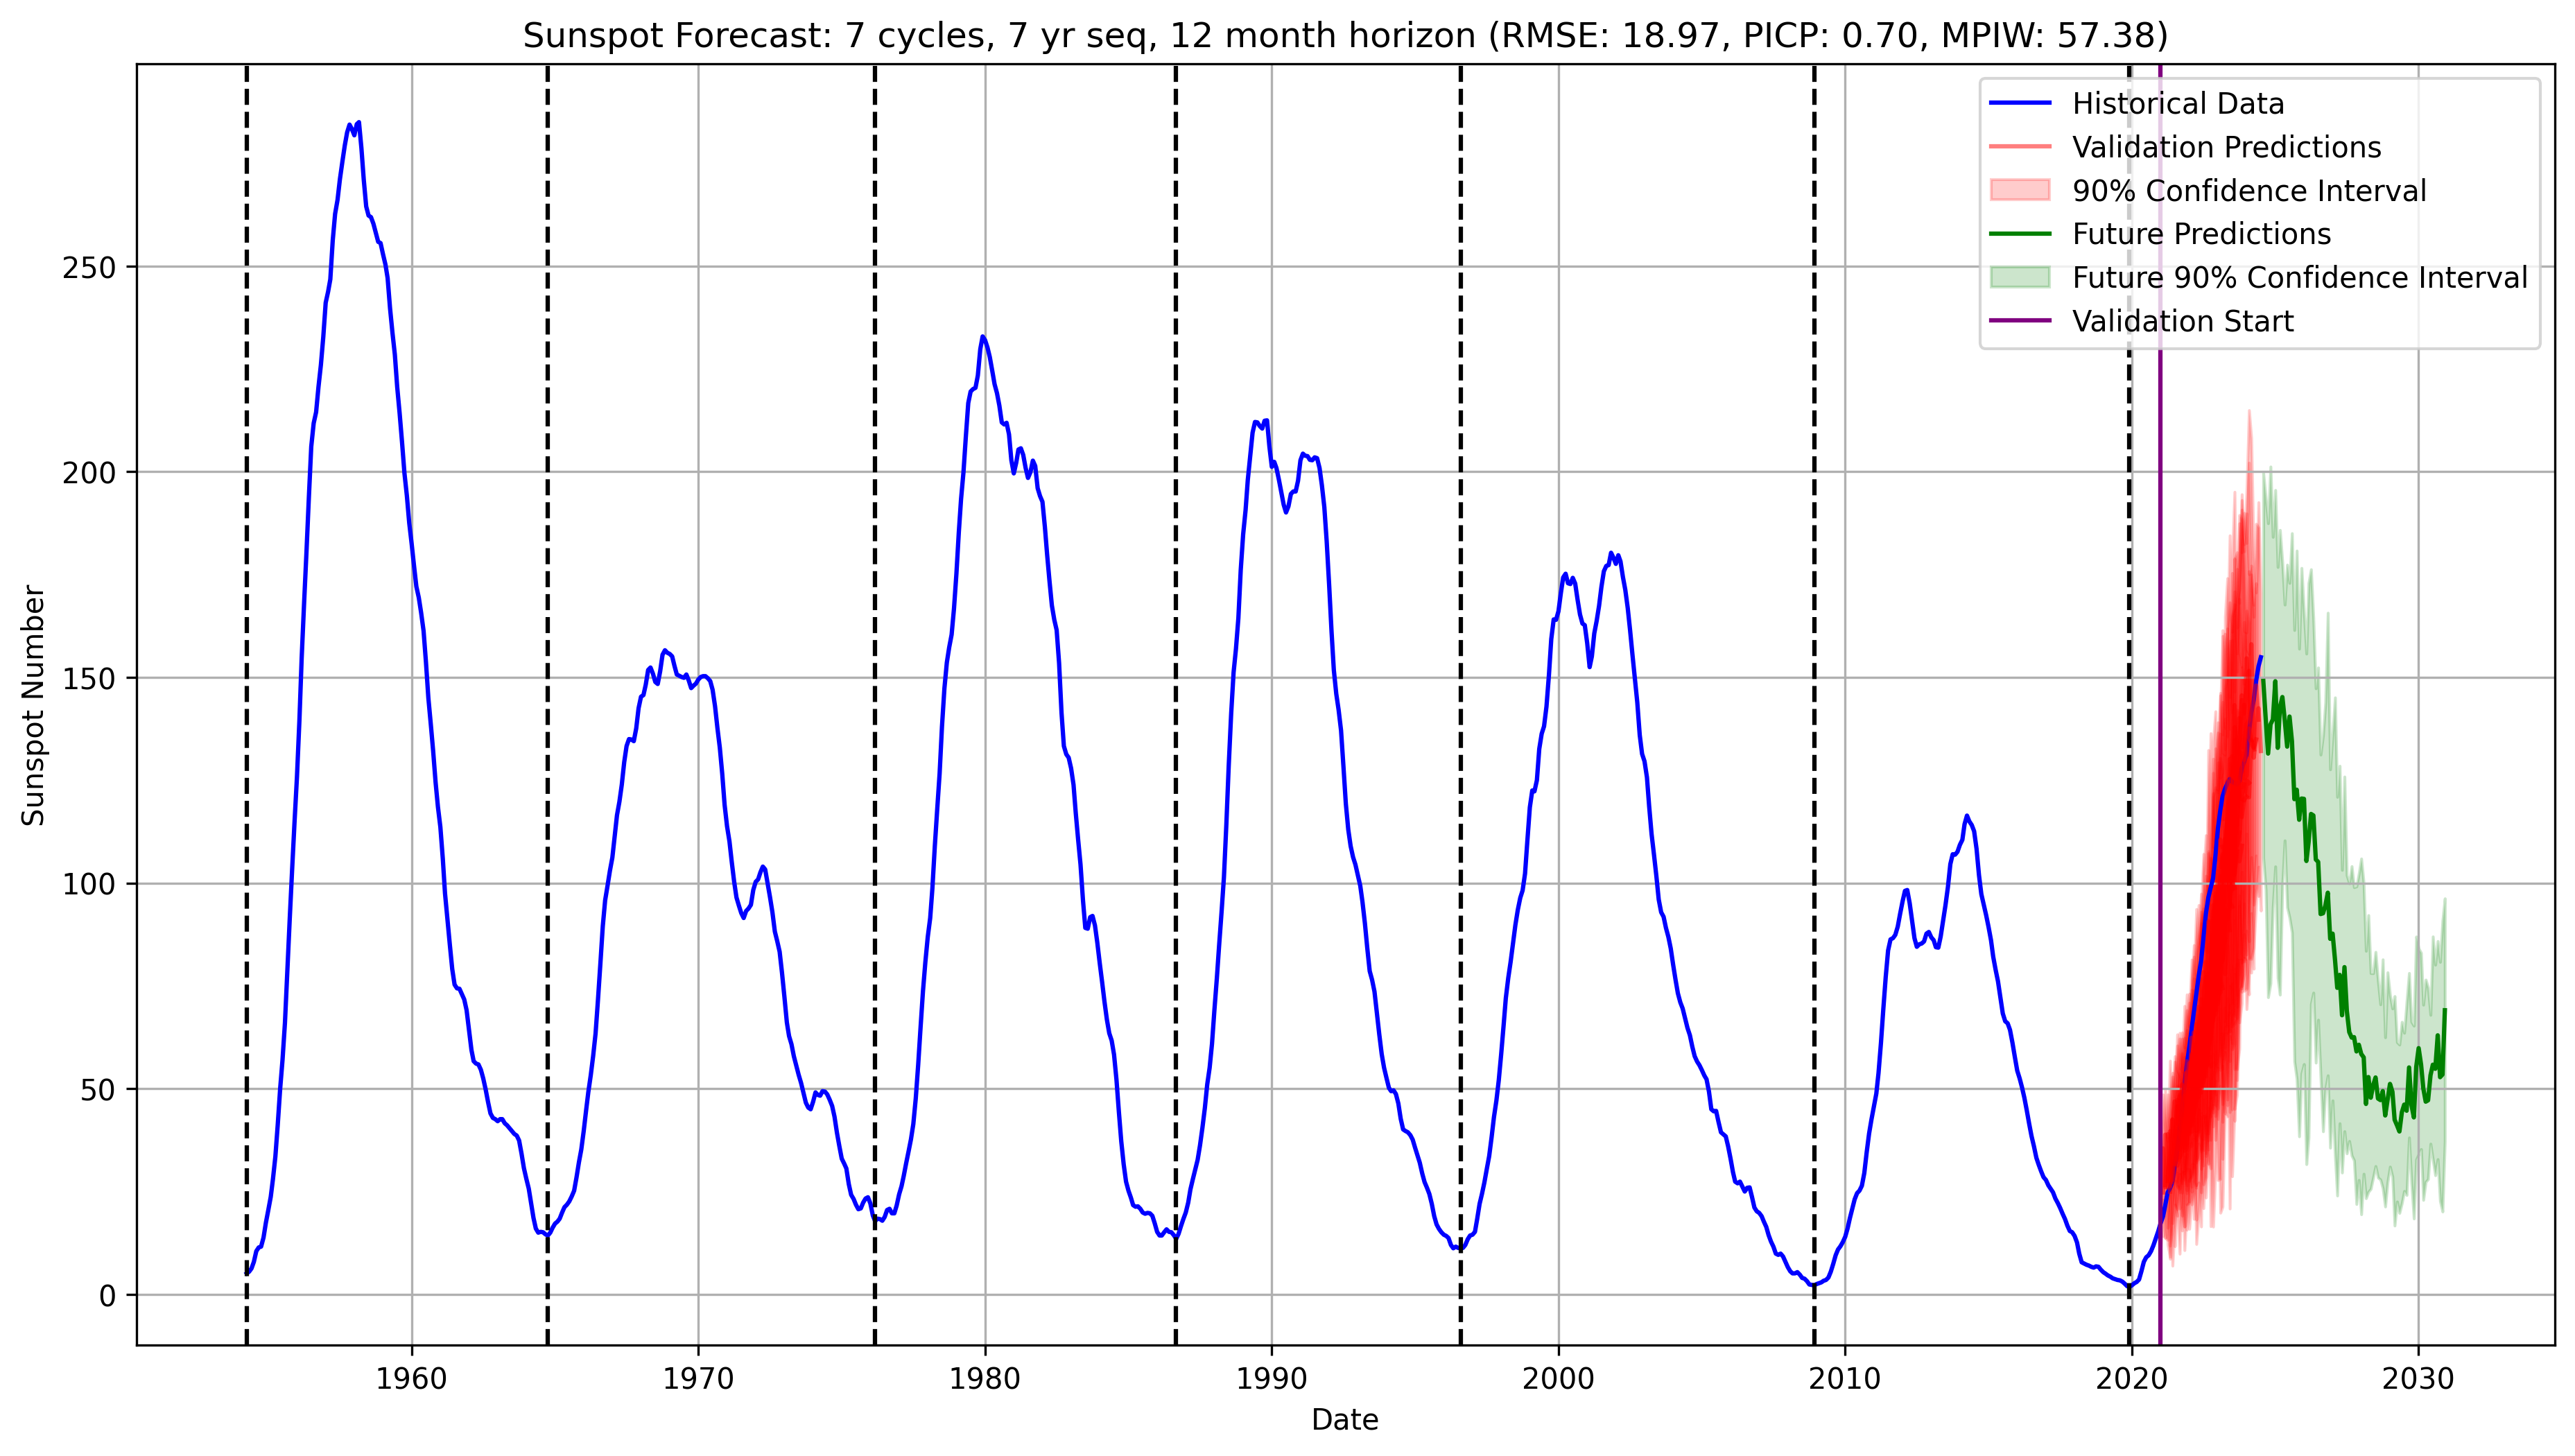 Sunspot Forecast: 7 cycles, 7 yr seq, 12 month horizon (RMSE: 18.97, PICP: 0.70, MPIW: 57.38)
Historical Data
Validation Predictions
90% Confidence Interval
Future Predictions
Future 90% Confidence Interval
Validation Start
Sunspot Number
250
200
150
100
50
0
1960 1970 1980 1990 2000 2010 2020 2030
Date